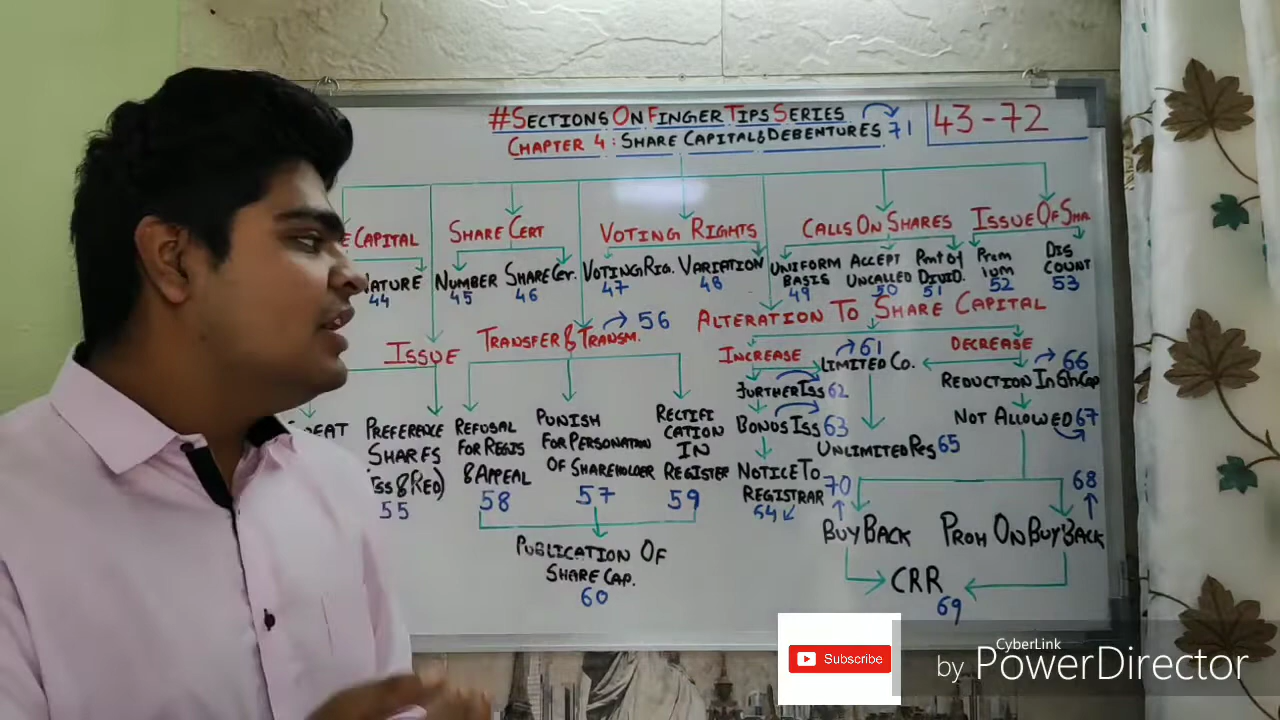 #SECTIONS ON FINGER TIPS SERIES
CHAPTER 4: SHARE CAPITAL & DEBENTURES 71
43-72
E CAPITAL
NATURE
44
SHARE CERT
NUMBER SHARE CER.
45 46
VOTING RIGHTS
VOTING RIG. VARIATION
47 48
CALLS ON SHARES
UNIFORM BASIS
49
ACCEPT UNCALLED
50
PMT OF DIVID.
51
ISSUE OF SHA
PREMIUM
52
DISCOUNT
53
ISSUE
PREFERENCE
SHARES
(ISS & RED)
55
TRANSFER & TRANSM. 56
REFUSAL
FOR REGIS
& APPEAL
58
PUNISH
FOR PERSONATION
OF SHAREHOLDER
57
RECTIFI
CATION
IN
REGISTER
59
PUBLICATION OF
SHARE CAP.
60
ALTERATION TO SHARE CAPITAL
INCREASE
FURTHER ISS 62
BONDS ISS 63
NOTICE TO
REGISTRAR
64
61
LIMITED CO.
UNLIMITED RES 65
DECREASE
66
REDUCTION IN SH CAP
NOT ALLOWED 67
70
BUY BACK
68
PROH ON BUY BACK
CRR
69
Subscribe
CyberLink
by PowerDirector